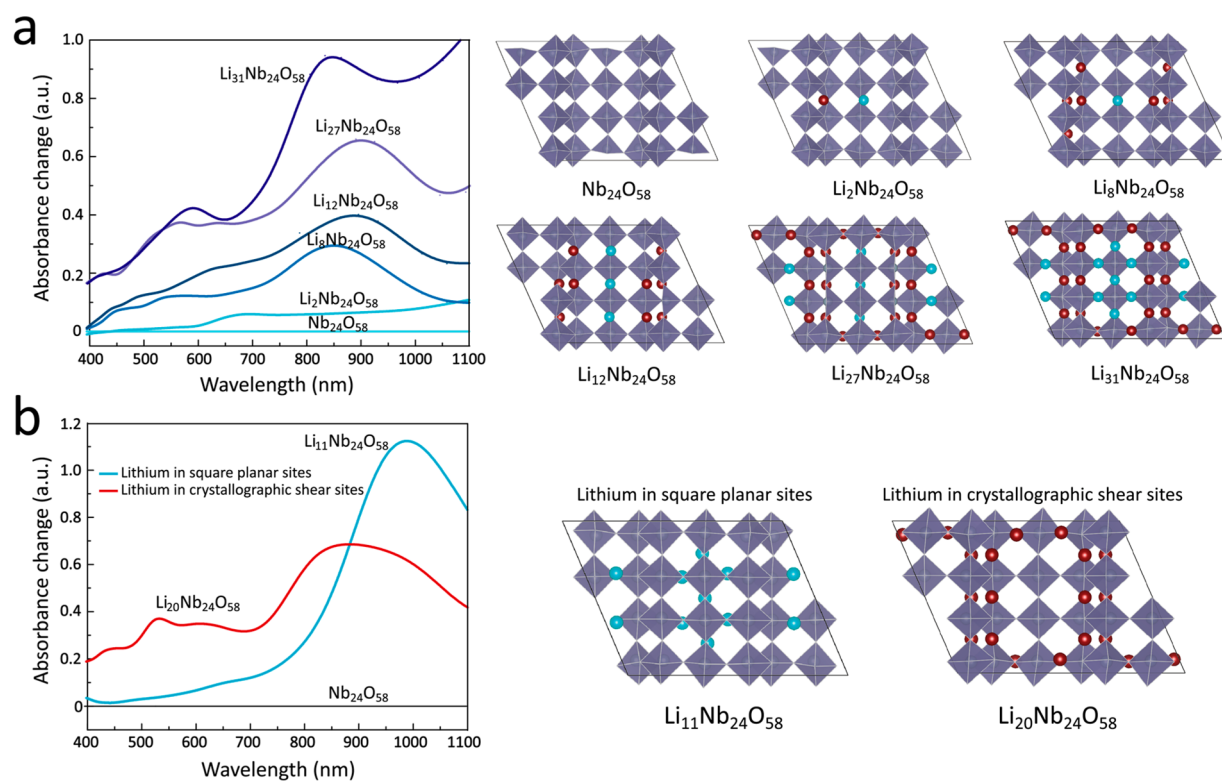 a
1.0
0.8
0.6
0.4
0.2
0
Absorbance change (a.u.)
Li₃₁Nb₂₄O₅₈
Li₂₇Nb₂₄O₅₈
Li₁₂Nb₂₄O₅₈
Li₈Nb₂₄O₅₈
Li₂Nb₂₄O₅₈
Nb₂₄O₅₈
400 500 600 700 800 900 1000 1100
Wavelength (nm)
Nb₂₄O₅₈ Li₂Nb₂₄O₅₈ Li₈Nb₂₄O₅₈
Li₁₂Nb₂₄O₅₈ Li₂₇Nb₂₄O₅₈ Li₃₁Nb₂₄O₅₈
b
1.2
1.0
0.8
0.6
0.4
0.2
0
Absorbance change (a.u.)
Li₁₁Nb₂₄O₅₈
Lithium in square planar sites
Lithium in crystallographic shear sites
Li₂₀Nb₂₄O₅₈
Nb₂₄O₅₈
400 500 600 700 800 900 1000 1100
Wavelength (nm)
Lithium in square planar sites
Li₁₁Nb₂₄O₅₈
Lithium in crystallographic shear sites
Li₂₀Nb₂₄O₅₈